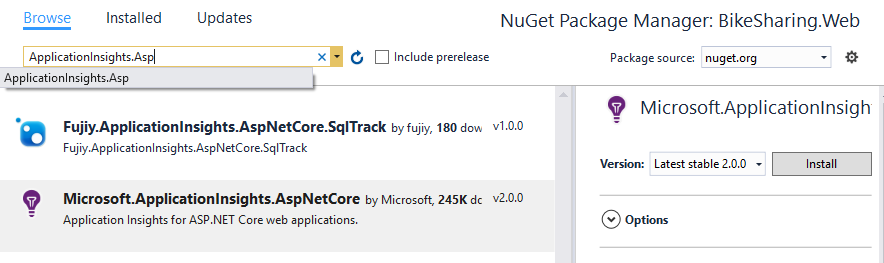 Browse Installed Updates NuGet Package Manager: BikeSharing.Web
ApplicationInsights.Asp Include prerelease Package source: nuget.org
ApplicationInsights.Asp
Fujiy.ApplicationInsights.AspNetCore.SqlTrack by fujiy, 180 dow v1.0.0
Fujiy.ApplicationInsights.AspNetCore.SqlTrack
Microsoft.ApplicationInsights.AspNetCore by Microsoft, 245K dc v2.0.0
Application Insights for ASP.NET Core web applications.
Microsoft.ApplicationInsight
Version: Latest stable 2.0.0 Install
Options